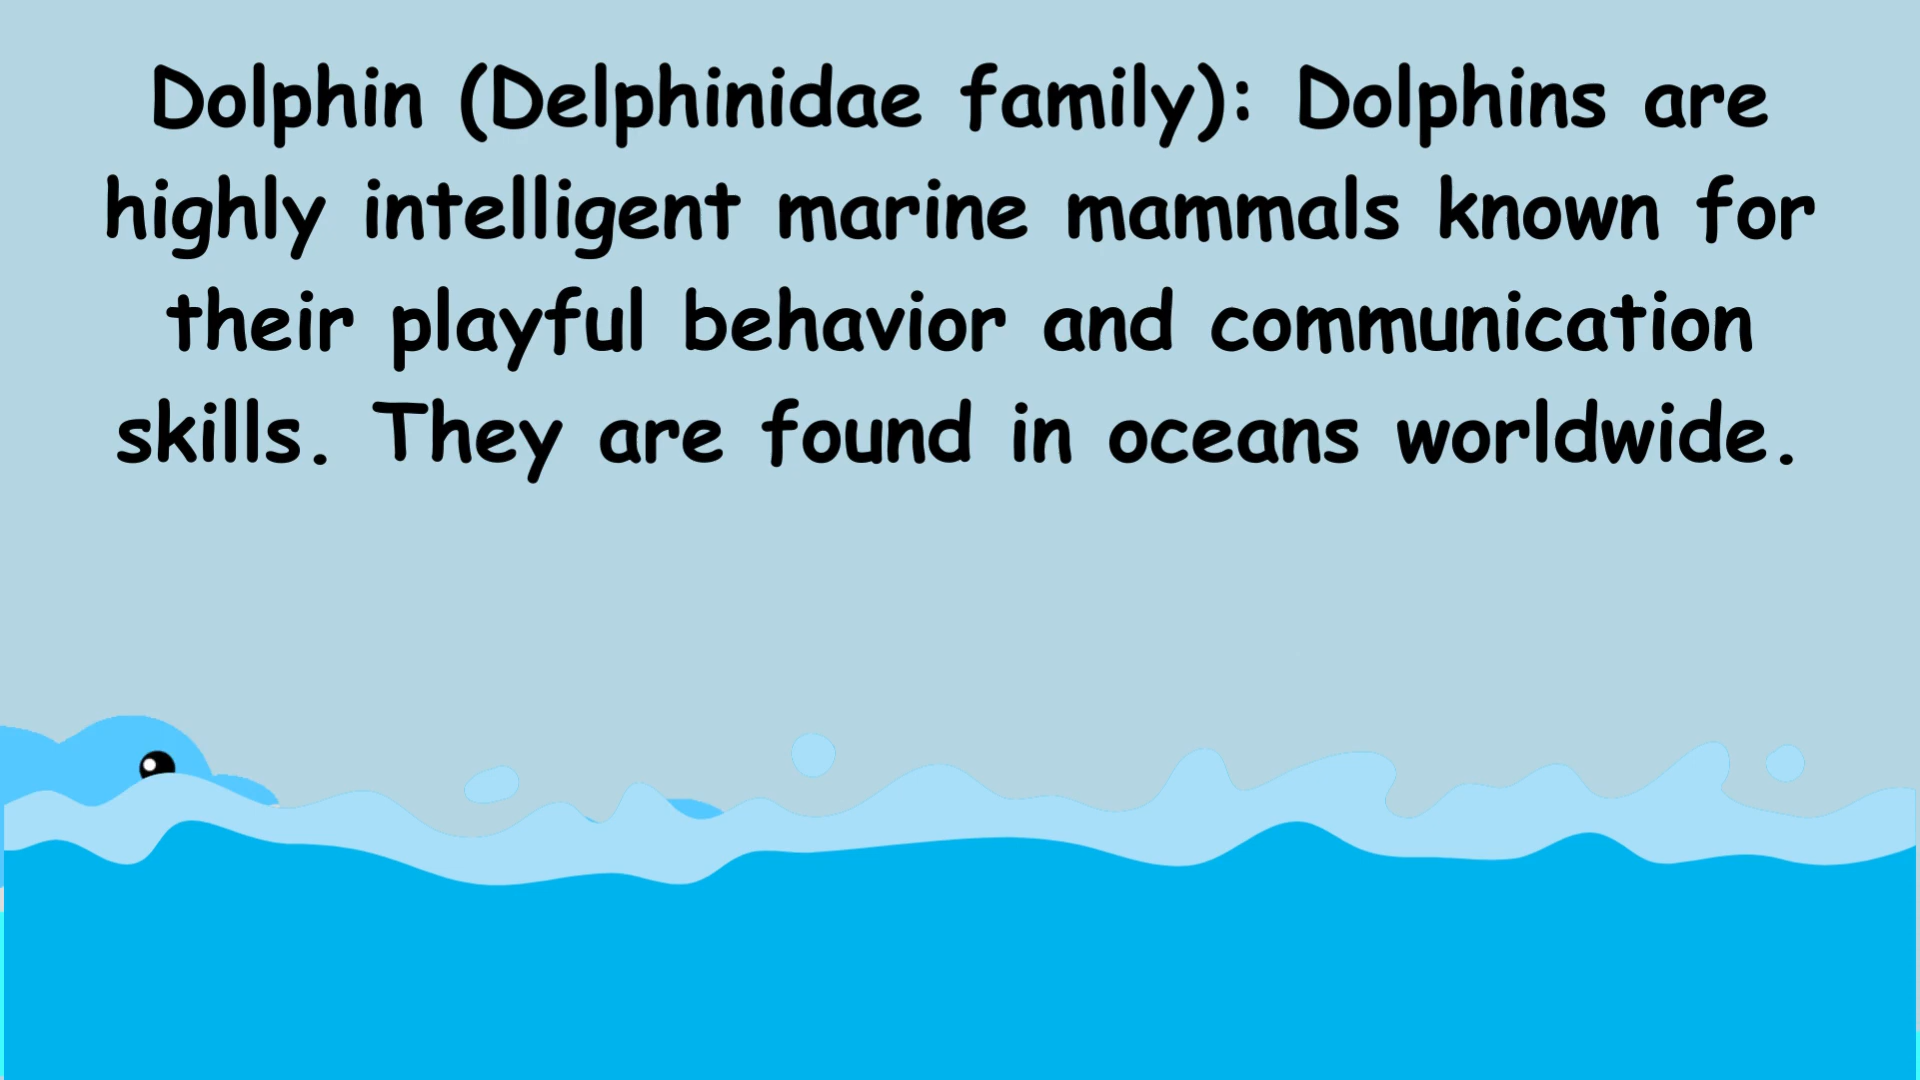 Dolphin (Delphinidae family): Dolphins are
highly intelligent marine mammals known for
their playful behavior and communication
skills. They are found in oceans worldwide.